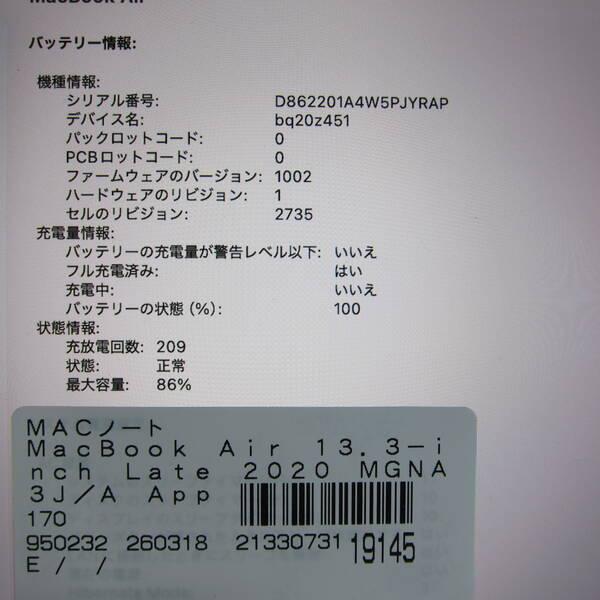 MacBook Air
バッテリー情報:
機種情報:
シリアル番号: D862201A4W5PJYRAP
デバイス名: bq20z451
パックロットコード: 0
PCBロットコード: 0
ファームウェアのバージョン: 1002
ハードウェアのリビジョン: 1
セルのリビジョン: 2735
充電量情報:
バッテリーの充電量が警告レベル以下: いいえ
フル充電済み: はい
充電中: いいえ
バッテリーの状態 (%): 100
状態情報:
充放電回数: 209
状態: 正常
最大容量: 86%
MACノート
MacBook Air 13.3-i
nch Late 2020 MGNA
3J/A App
170
950232 260318 21330731 19145
E/ /
Hibernate Mode: